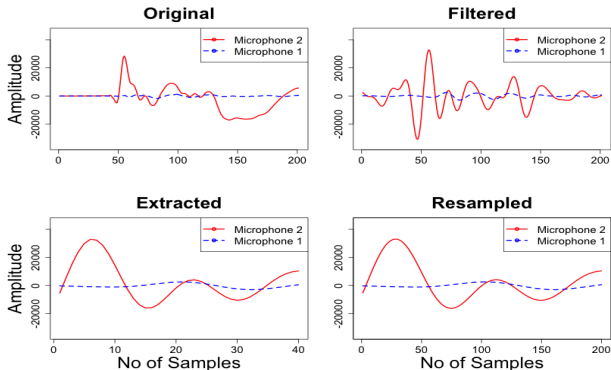 Original
Filtered
Amplitude
20000
0
-20000
Microphone 2
Microphone 1
0
50
100
150
200
Microphone 2
Microphone 1
0
50
100
150
200
Extracted
Resampled
Amplitude
20000
0
-20000
Microphone 2
Microphone 1
0
10
20
30
40
No of Samples
20000
0
-20000
Microphone 2
Microphone 1
0
50
100
150
200
No of Samples